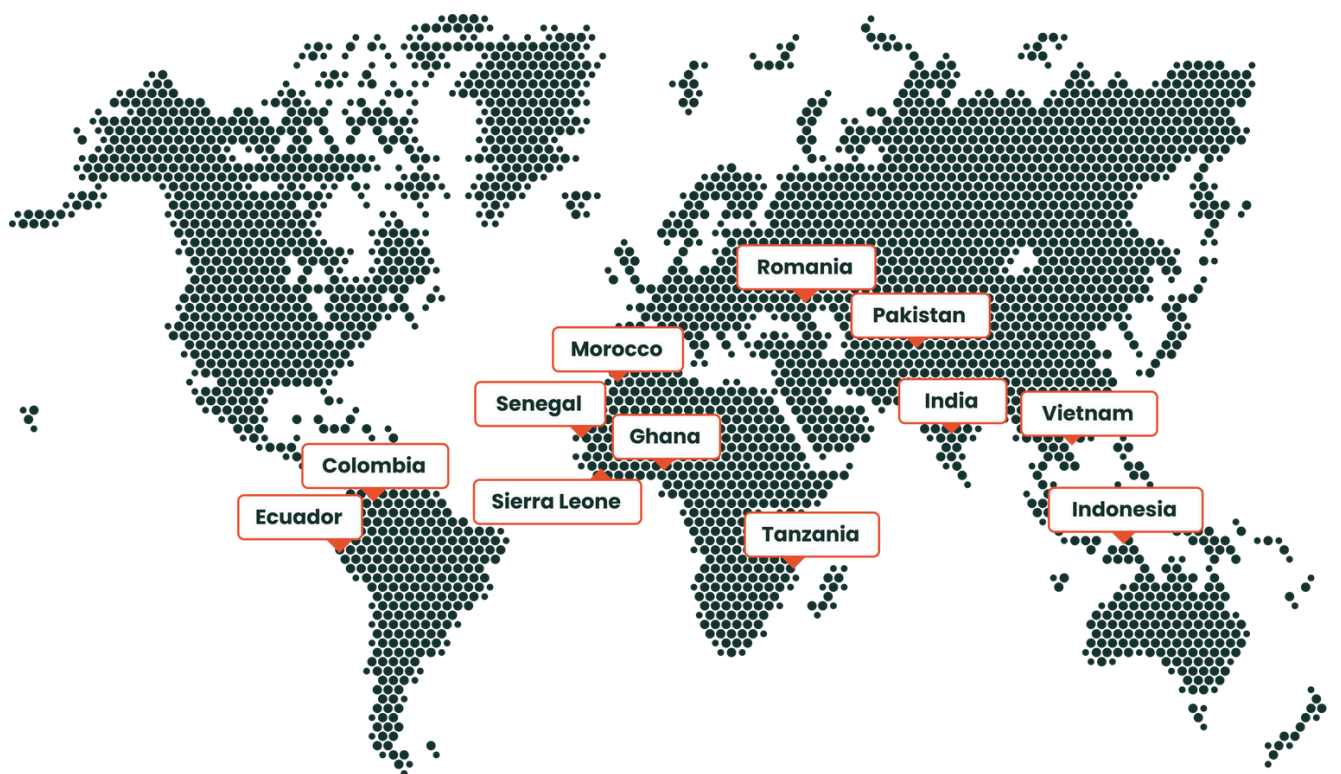 Romania
Pakistan
Morocco
India
Senegal
Vietnam
Ghana
Colombia
Sierra Leone
Indonesia
Ecuador
Tanzania